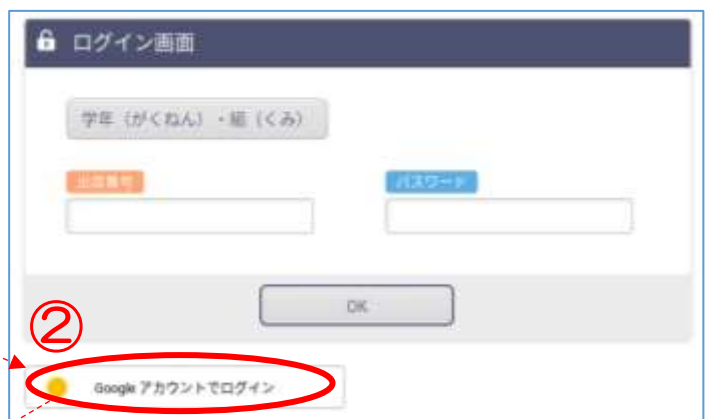 ログイン画面
学年（がくねん）・組（くみ）
出席番号
パスワード
OK
②
Google アカウントでログイン